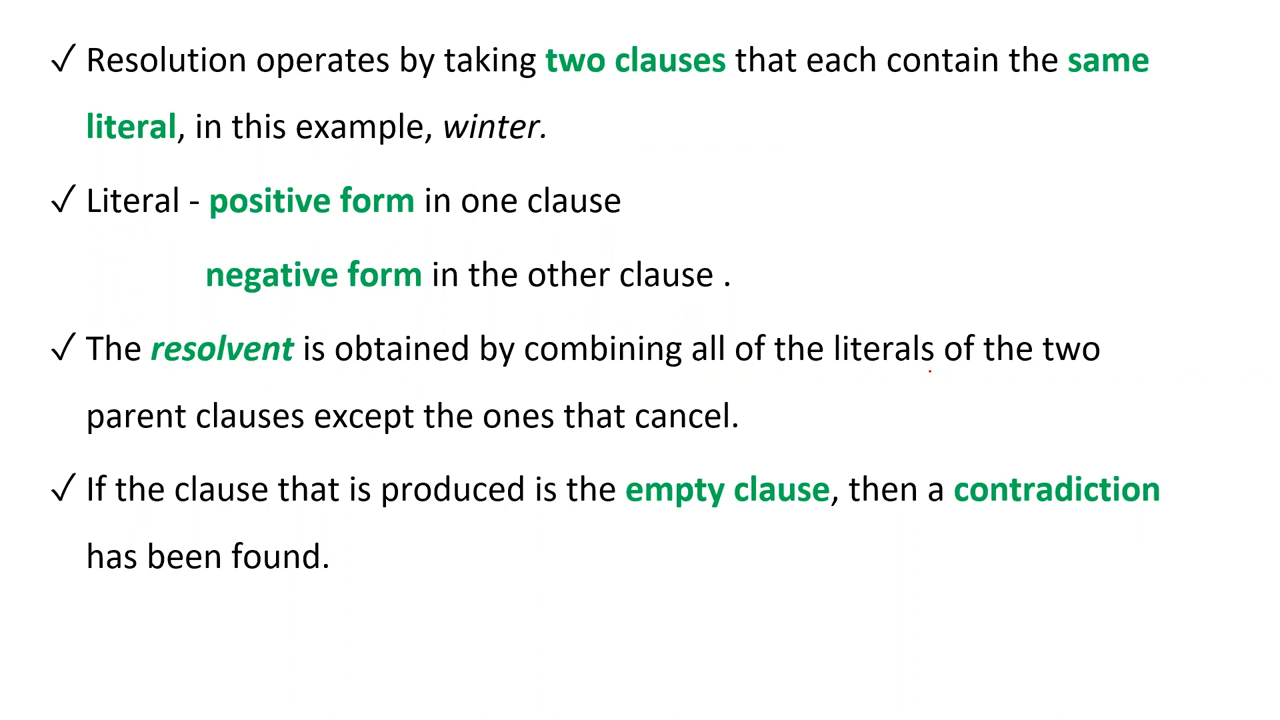 ✓ Resolution operates by taking two clauses that each contain the same
literal, in this example, winter.
✓ Literal - positive form in one clause
negative form in the other clause .
✓ The resolvent is obtained by combining all of the literals of the two
parent clauses except the ones that cancel.
✓ If the clause that is produced is the empty clause, then a contradiction
has been found.